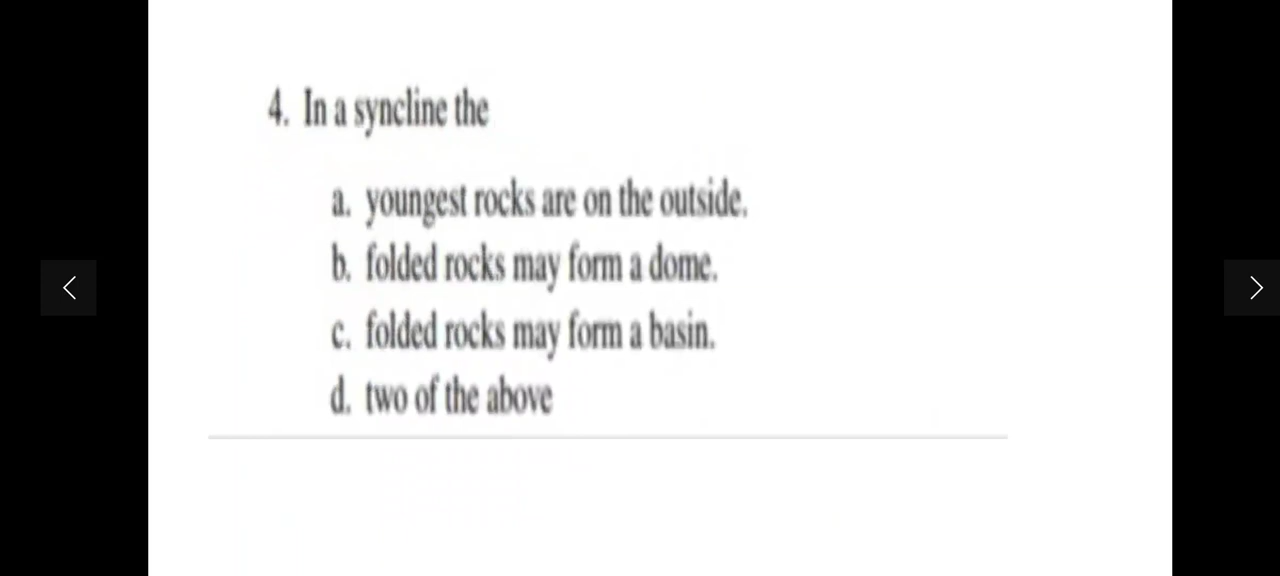 4. In a syncline the
a. youngest rocks are on the outside.
b. folded rocks may form a dome.
c. folded rocks may form a basin.
d. two of the above